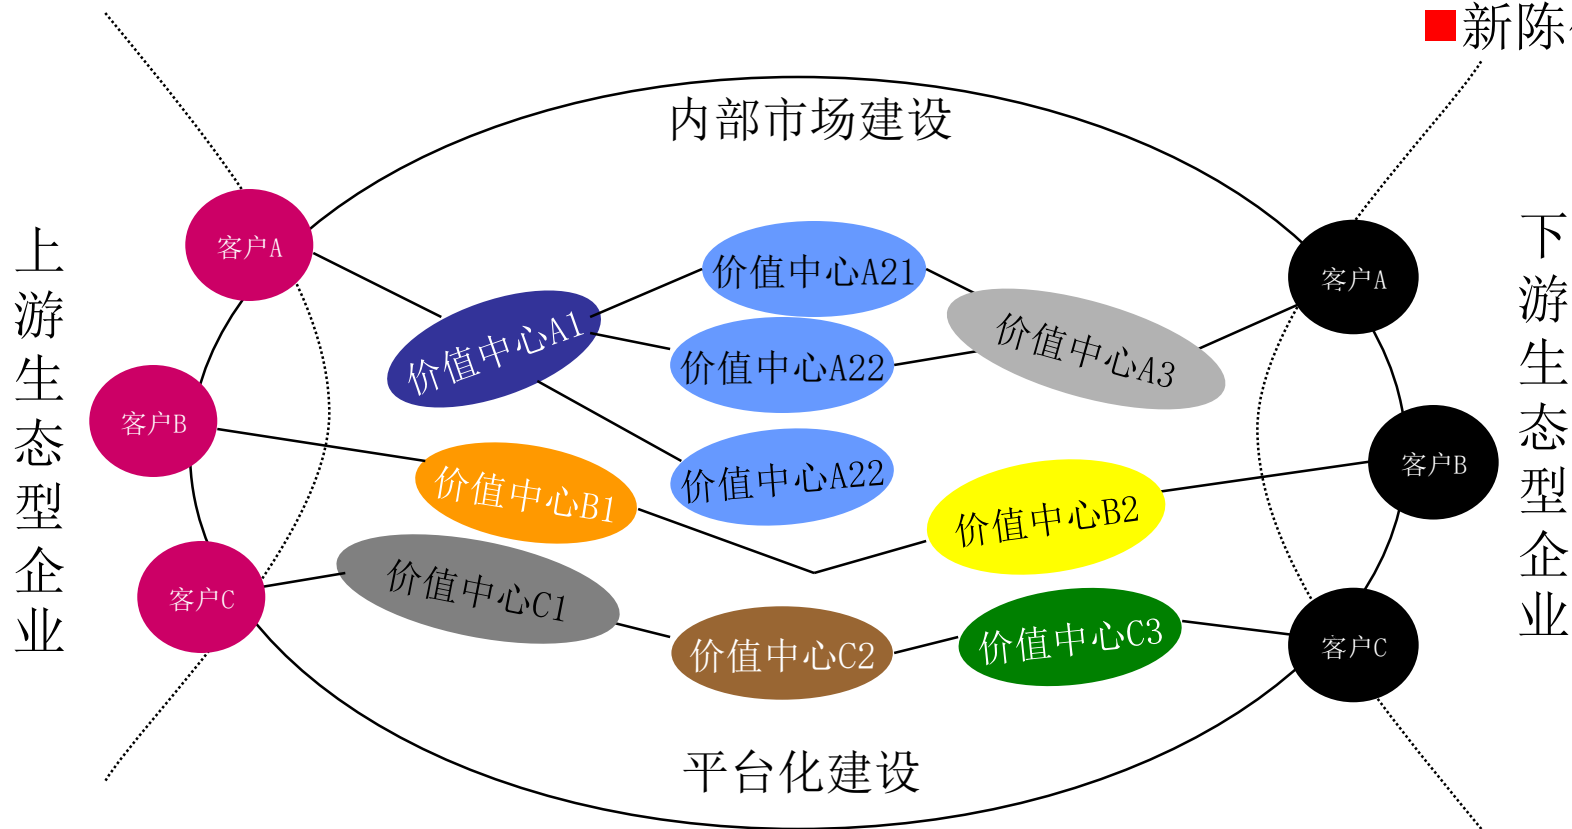 新陈
内部市场建设
上游生态型企业
下游生态型企业
客户A
客户B
客户C
价值中心A1
价值中心A21
价值中心A22
价值中心A22
价值中心A3
价值中心B1
价值中心B2
价值中心C1
价值中心C2
价值中心C3
客户A
客户B
客户C
平台化建设